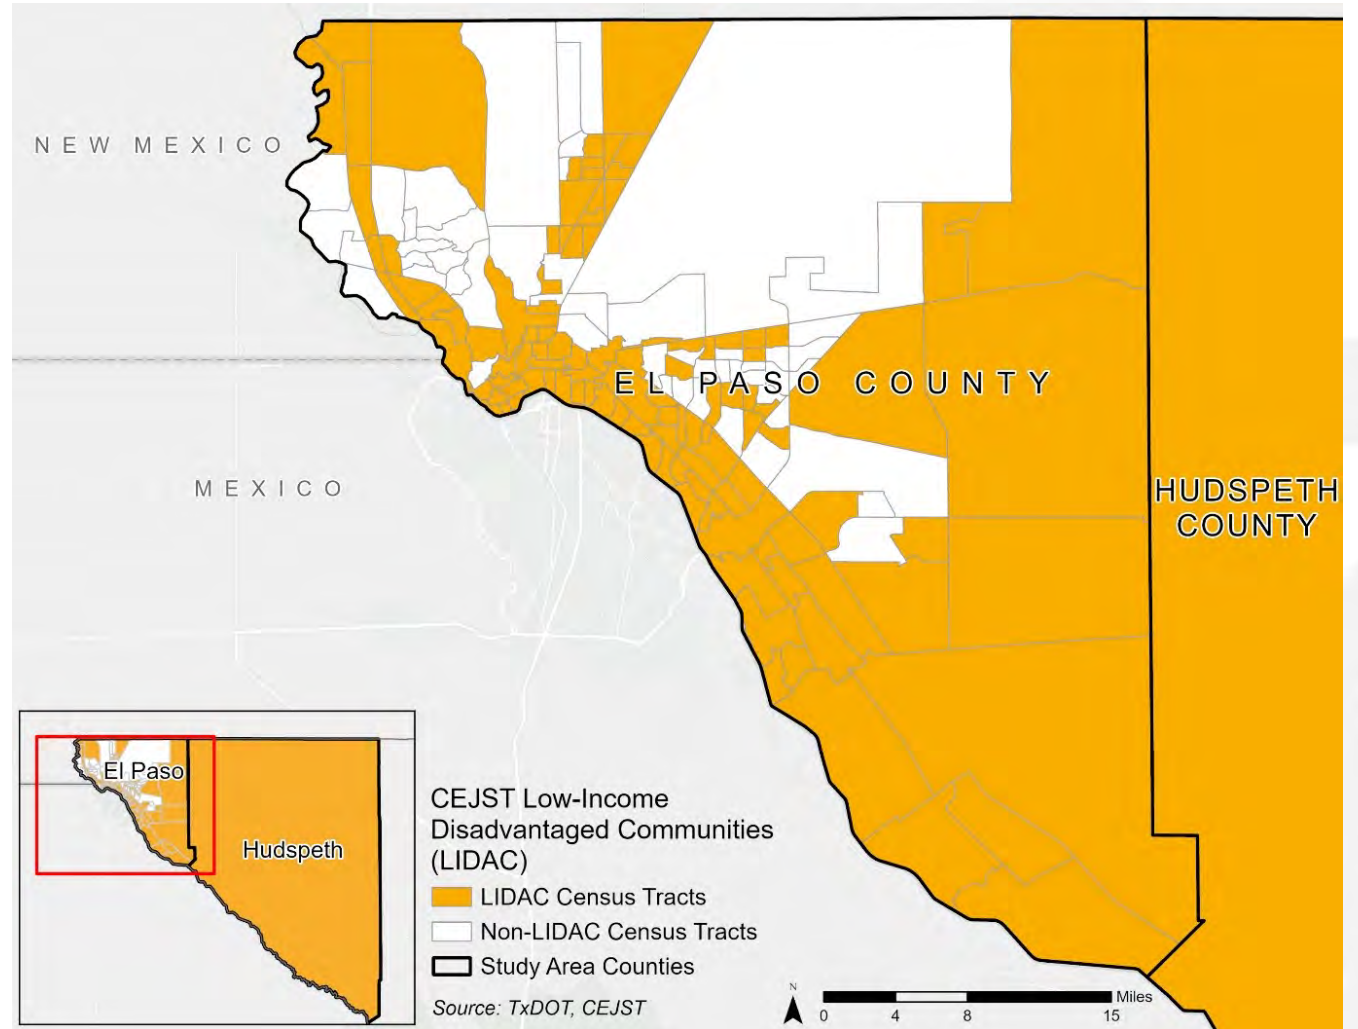 NEW MEXICO
EL PASO COUNTY
MEXICO
HUDSPETH
COUNTY
El Paso
Hudspeth
CEJST Low-Income
Disadvantaged Communities
(LIDAC)
LIDAC Census Tracts
Non-LIDAC Census Tracts
Study Area Counties
Source: TxDOT, CEJST
N
Miles
0 4 8 15